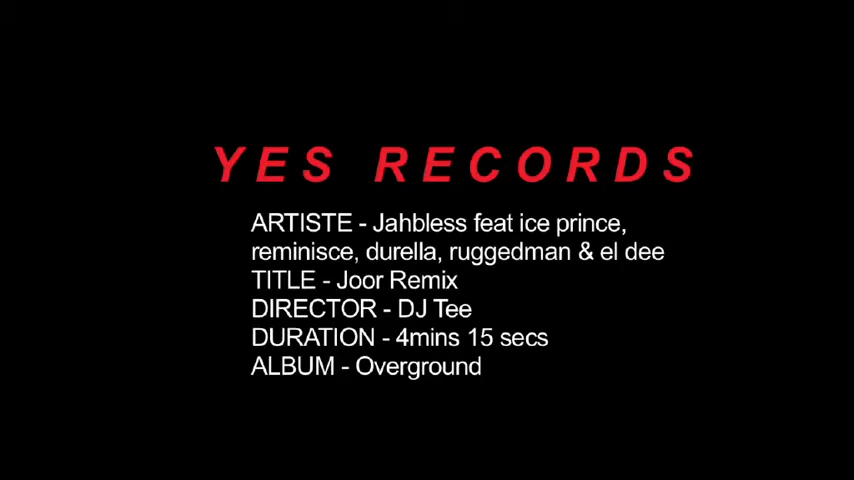 YES RECORDS
ARTISTE - Jahbless feat ice prince,
reminisce, durella, ruggedman & el dee
TITLE - Joor Remix
DIRECTOR - DJ Tee
DURATION - 4mins 15 secs
ALBUM - Overground